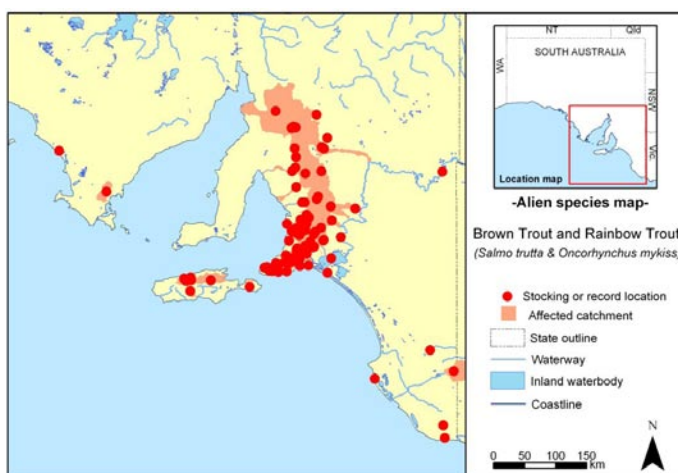 NT
Qld
SOUTH AUSTRALIA
WA
NSW
Vic.
Location map
-Alien species map-
Brown Trout and Rainbow Trout
(Salmo trutta & Oncorhynchus mykiss)
Stocking or record location
Affected catchment
State outline
Waterway
Inland waterbody
Coastline
N
0 50 100 150
km